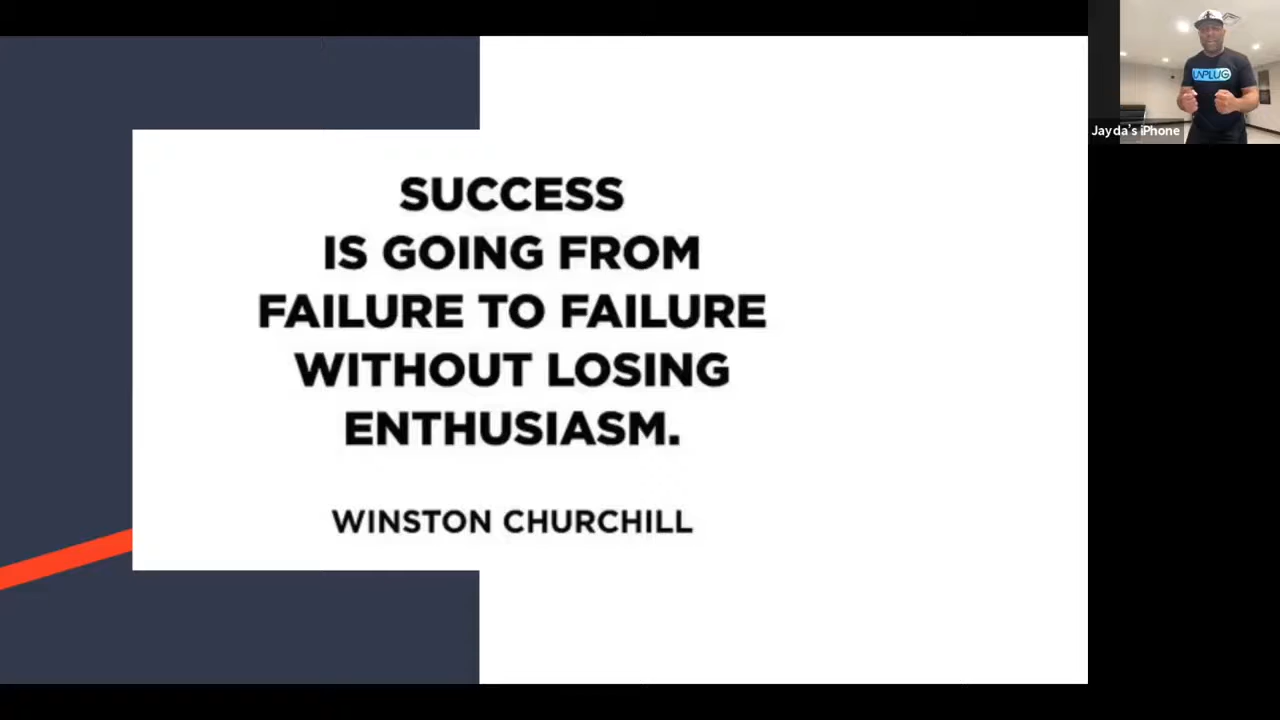 SUCCESS
IS GOING FROM
FAILURE TO FAILURE
WITHOUT LOSING
ENTHUSIASM.
WINSTON CHURCHILL
UNPLUG
Jayda's iPhone